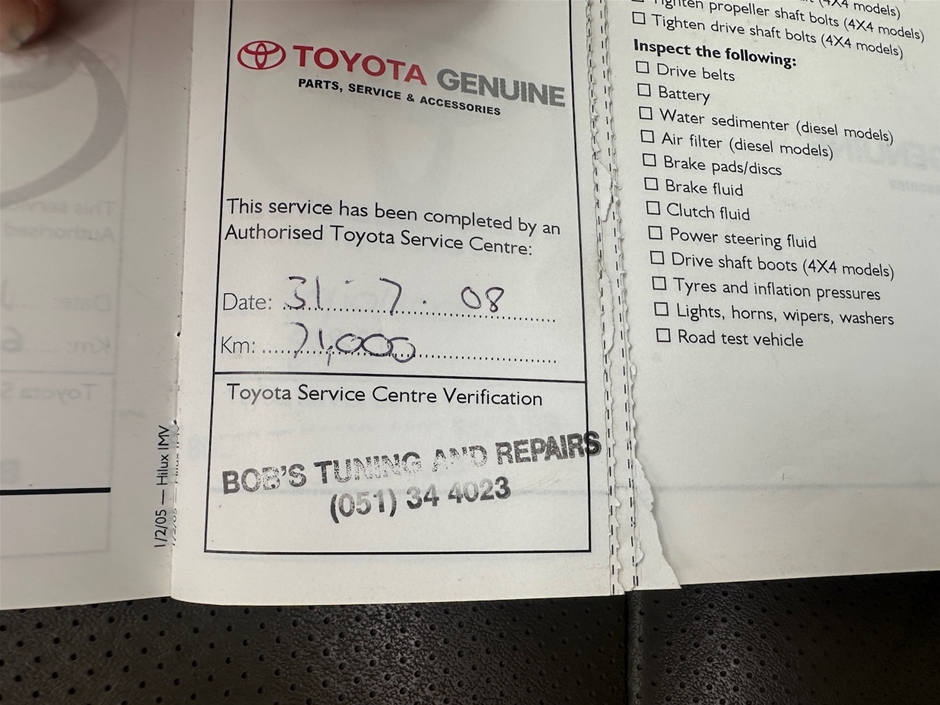 TOYOTA GENUINE
PARTS, SERVICE & ACCESSORIES
This service has been completed by an
Authorised Toyota Service Centre:
Date: 31 - 7 . 08
Km: 71,000
Toyota Service Centre Verification
BOB'S TUNING AND REPAIRS
(051) 34 4023
1/2/05 — Hilux IMV
(4X4 models)
Tighten propeller shaft bolts (4X4 models)
Tighten drive shaft bolts (4X4 models)
Inspect the following:
Drive belts
Battery
Water sedimenter (diesel models)
Air filter (diesel models)
Brake pads/discs
Brake fluid
Clutch fluid
Power steering fluid
Drive shaft boots (4X4 models)
Tyres and inflation pressures
Lights, horns, wipers, washers
Road test vehicle